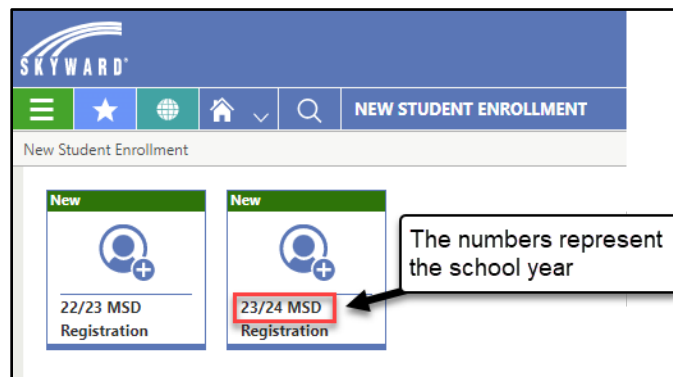 SKYWARD®
NEW STUDENT ENROLLMENT
New Student Enrollment
New
22/23 MSD
Registration
New
23/24 MSD
Registration
The numbers represent
the school year